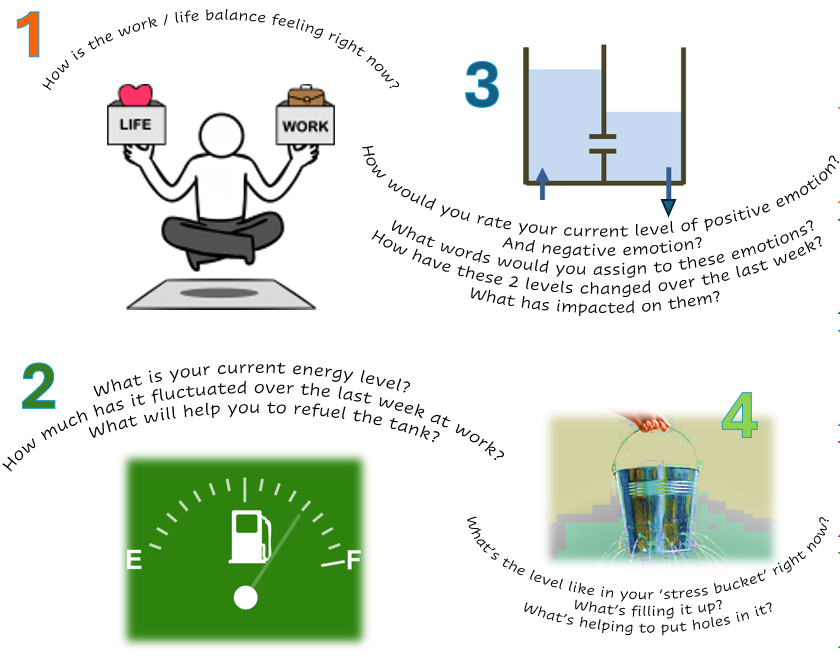 1
How is the work / life balance feeling right now?
LIFE
WORK
3
How would you rate your current level of positive emotion?
And negative emotion?
What words would you assign to these emotions?
How have these 2 levels changed over the last week?
What has impacted on them?
2
What is your current energy level?
How much has it fluctuated over the last week at work?
What will help you to refuel the tank?
E
F
4
What's the level like in your 'stress bucket' right now?
What's filling it up?
What's helping to put holes in it?